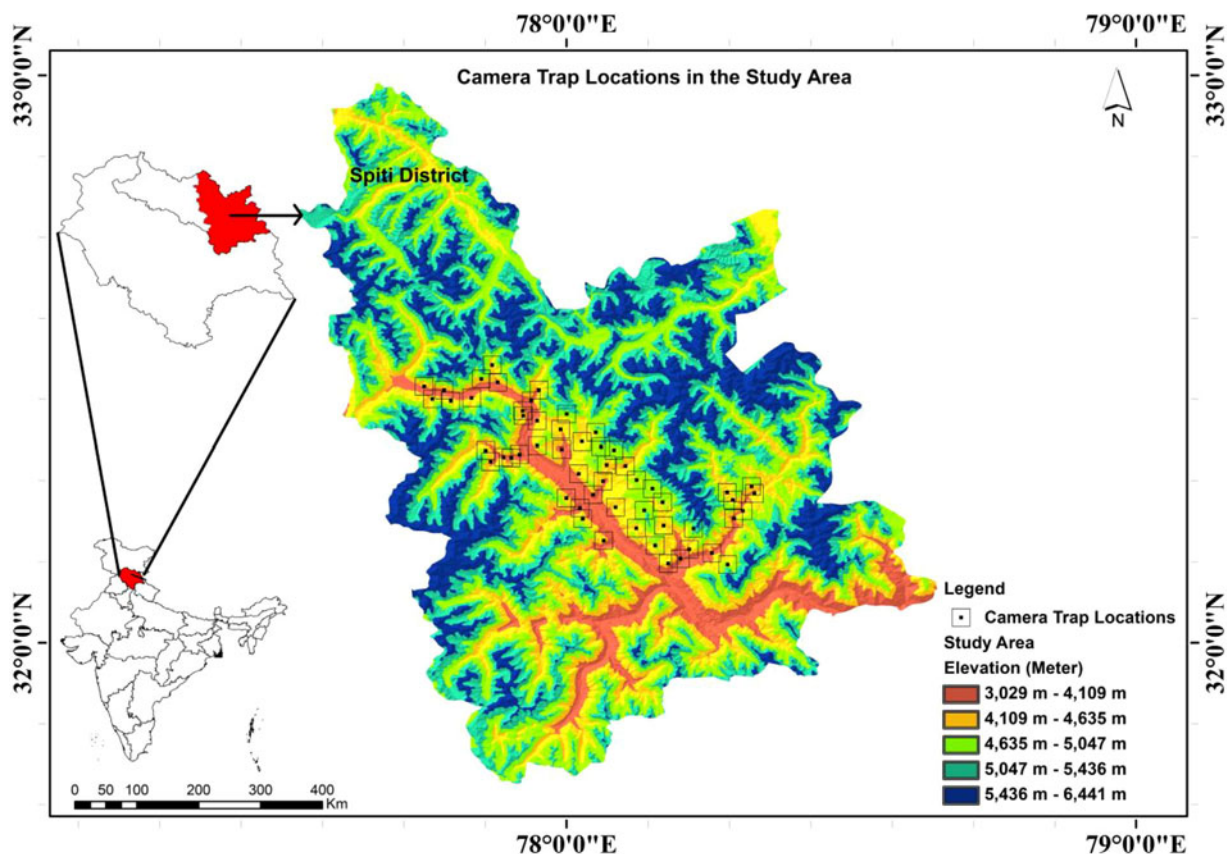 78°0'0"E
79°0'0"E
33°0'0"N
33°0'0"N
Camera Trap Locations in the Study Area
N
Spiti District
Legend
Camera Trap Locations
Study Area
Elevation (Meter)
3,029 m - 4,109 m
4,109 m - 4,635 m
4,635 m - 5,047 m
5,047 m - 5,436 m
5,436 m - 6,441 m
32°0'0"N
32°0'0"N
0 25 50 100 200 300 400
Km
78°0'0"E
79°0'0"E